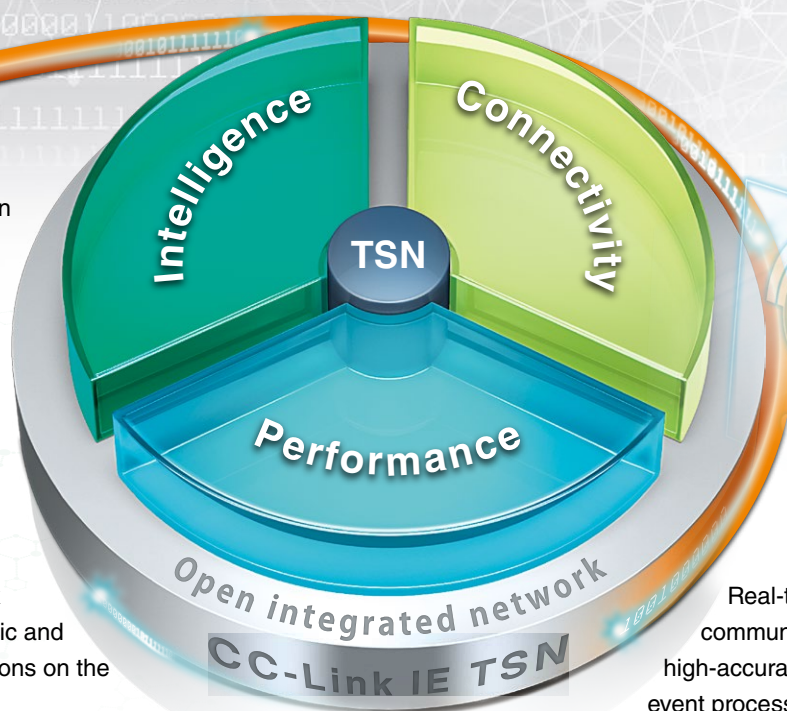 Intelligence
Connectivity
TSN
Performance
Open integrated network
CC-Link IE TSN
ic and
ons on the
Real-t
commun
high-accura
event proces